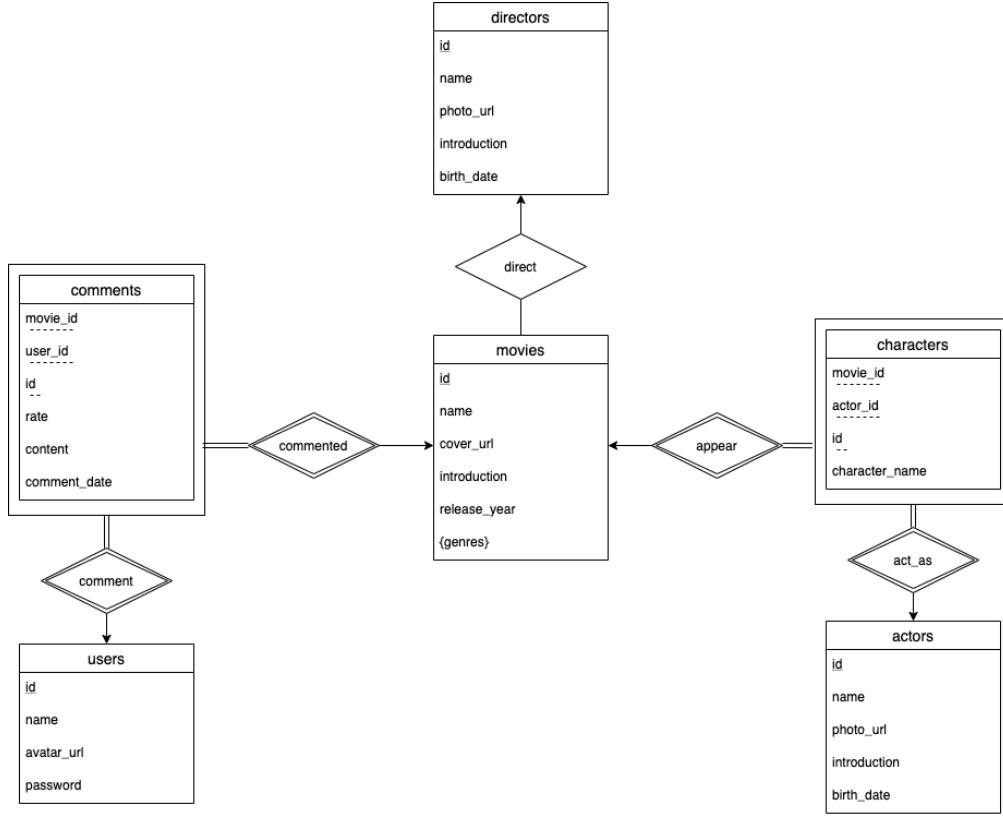 directors
id
name
photo_url
introduction
birth_date
direct
comments
movie_id
user_id
id
rate
content
comment_date
commented
movies
id
name
cover_url
introduction
release_year
{genres}
appear
characters
movie_id
actor_id
id
character_name
comment
act_as
users
id
name
avatar_url
password
actors
id
name
photo_url
introduction
birth_date